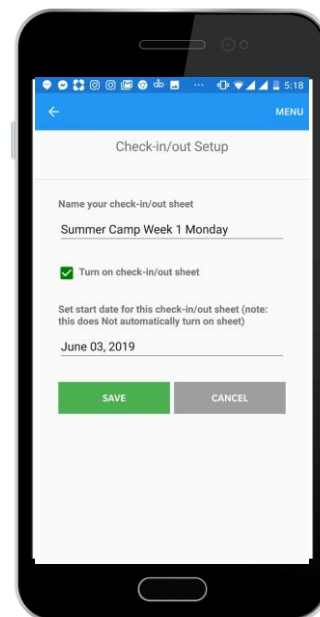 5:18
MENU
Check-in/out Setup
Name your check-in/out sheet
Summer Camp Week 1 Monday
Turn on check-in/out sheet
Set start date for this check-in/out sheet (note:
this does Not automatically turn on sheet)
June 03, 2019
SAVE CANCEL